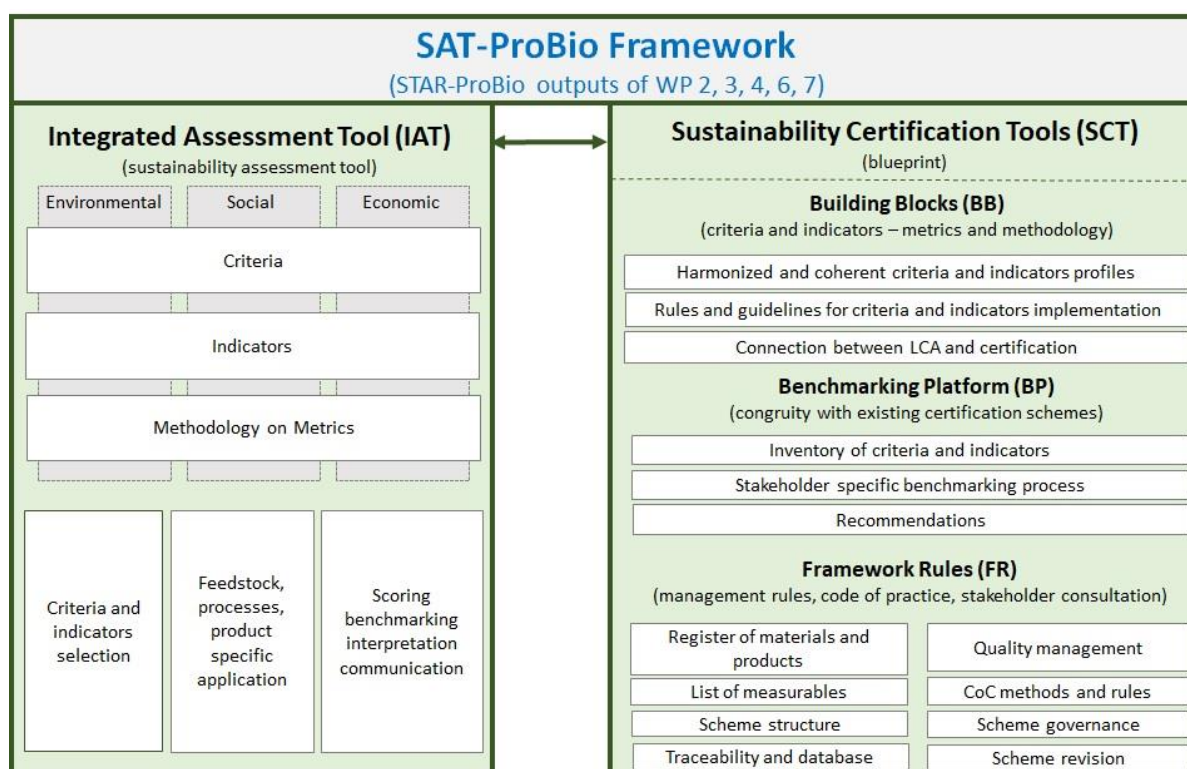 SAT-ProBio Framework
(STAR-ProBio outputs of WP 2, 3, 4, 6, 7)
Integrated Assessment Tool (IAT)
(sustainability assessment tool)
Environmental
Social
Economic
Criteria
Indicators
Methodology on Metrics
Criteria and
indicators
selection
Feedstock,
processes,
product
specific
application
Scoring
benchmarking
interpretation
communication
Sustainability Certification Tools (SCT)
(blueprint)
Building Blocks (BB)
(criteria and indicators – metrics and methodology)
Harmonized and coherent criteria and indicators profiles
Rules and guidelines for criteria and indicators implementation
Connection between LCA and certification
Benchmarking Platform (BP)
(congruity with existing certification schemes)
Inventory of criteria and indicators
Stakeholder specific benchmarking process
Recommendations
Framework Rules (FR)
(management rules, code of practice, stakeholder consultation)
Register of materials and
products
Quality management
List of measurables
CoC methods and rules
Scheme structure
Scheme governance
Traceability and database
Scheme revision